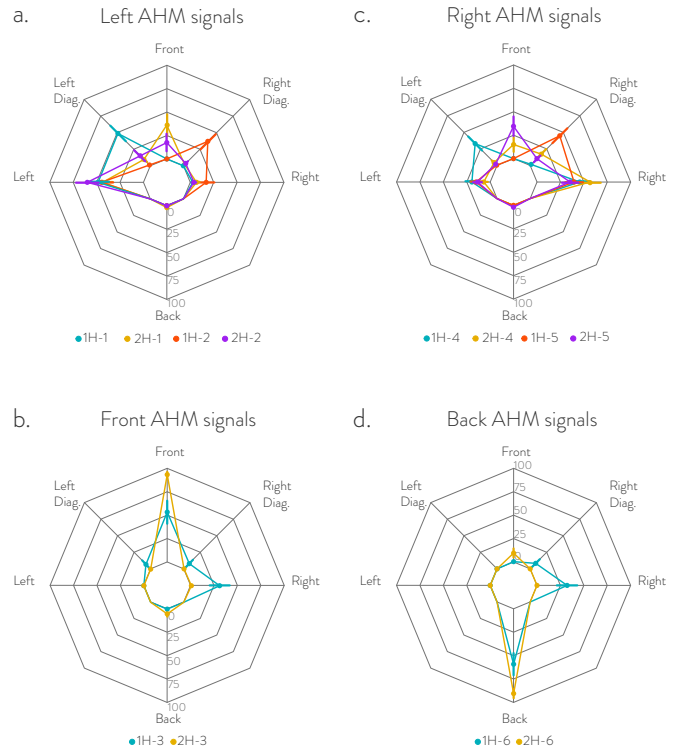 a.
Left AHM signals
Front
Left
Diag.
Right
Diag.
Left
Right
0
25
50
75
100
Back
1H-1 2H-1 1H-2 2H-2
c.
Right AHM signals
Front
Left
Diag.
Right
Diag.
Left
Right
0
25
50
75
100
Back
1H-4 2H-4 1H-5 2H-5
b.
Front AHM signals
Front
Left
Diag.
Right
Diag.
Left
Right
0
25
50
75
100
Back
1H-3 2H-3
d.
Back AHM signals
Front
100
75
50
25
0
Left
Diag.
Right
Diag.
Left
Right
Back
1H-6 2H-6